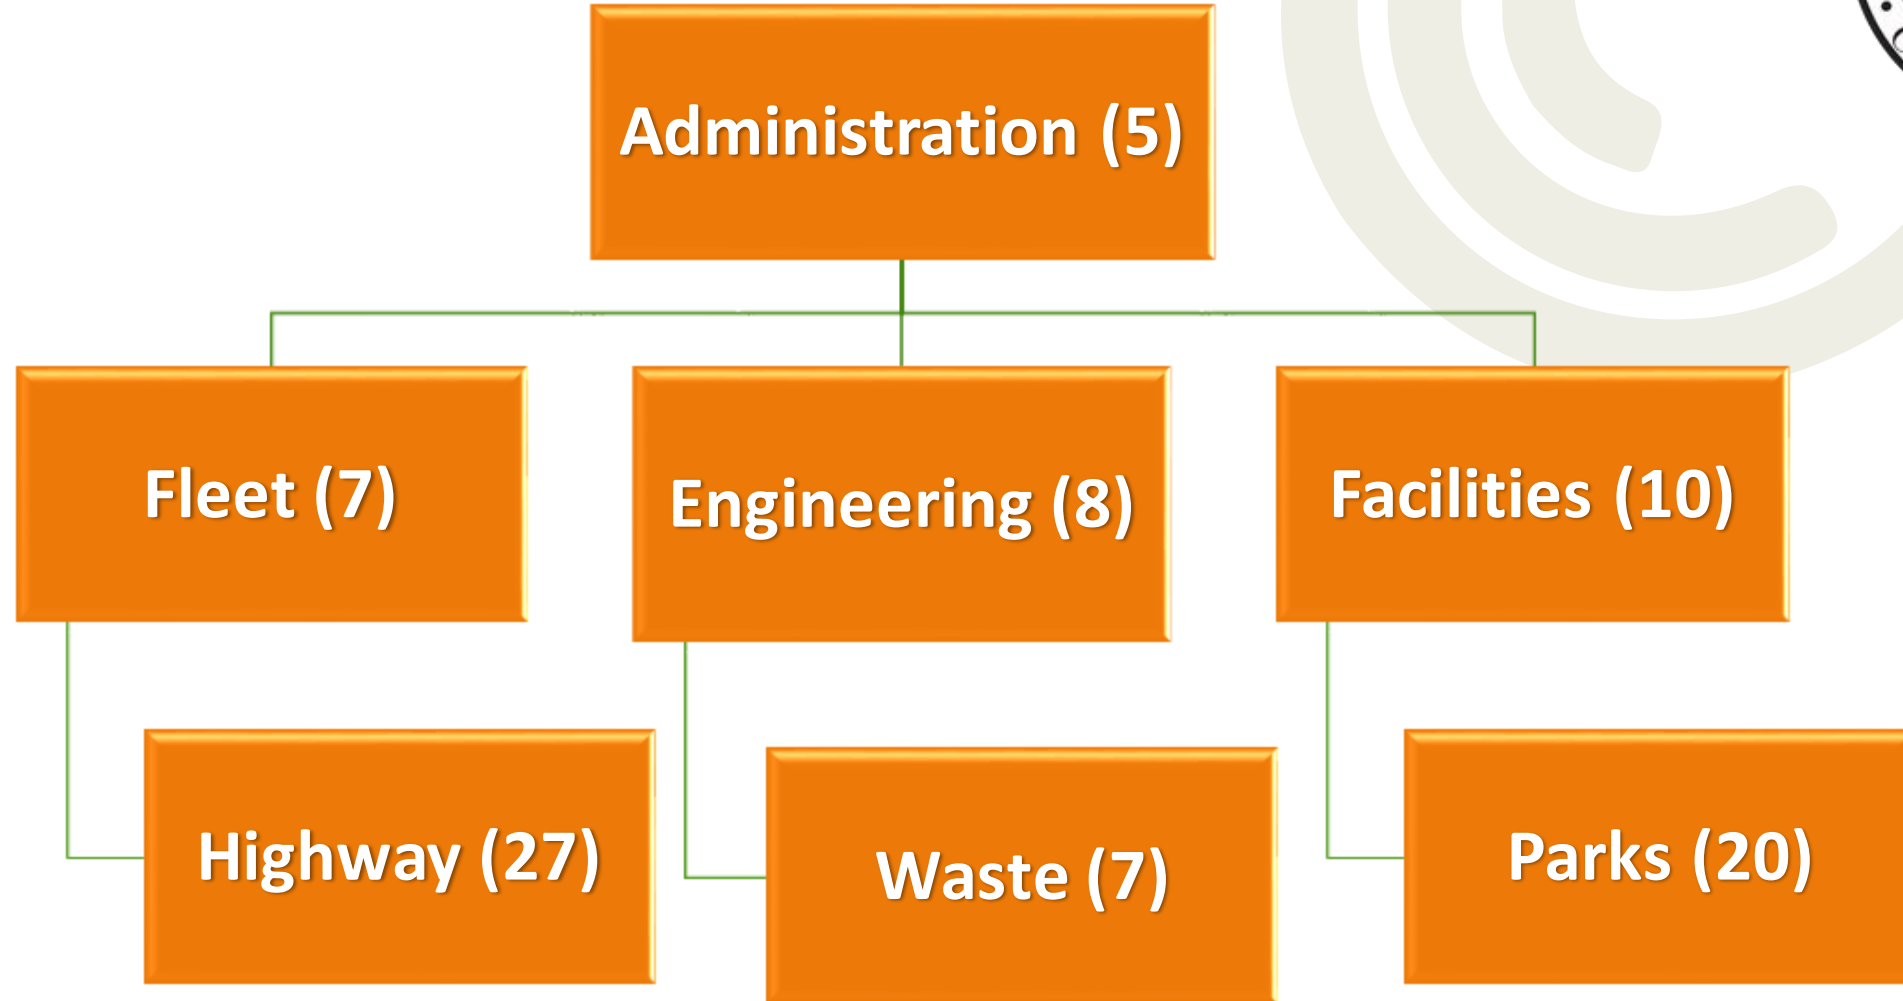 Administration (5)
Fleet (7)
Engineering (8)
Facilities (10)
Highway (27)
Waste (7)
Parks (20)